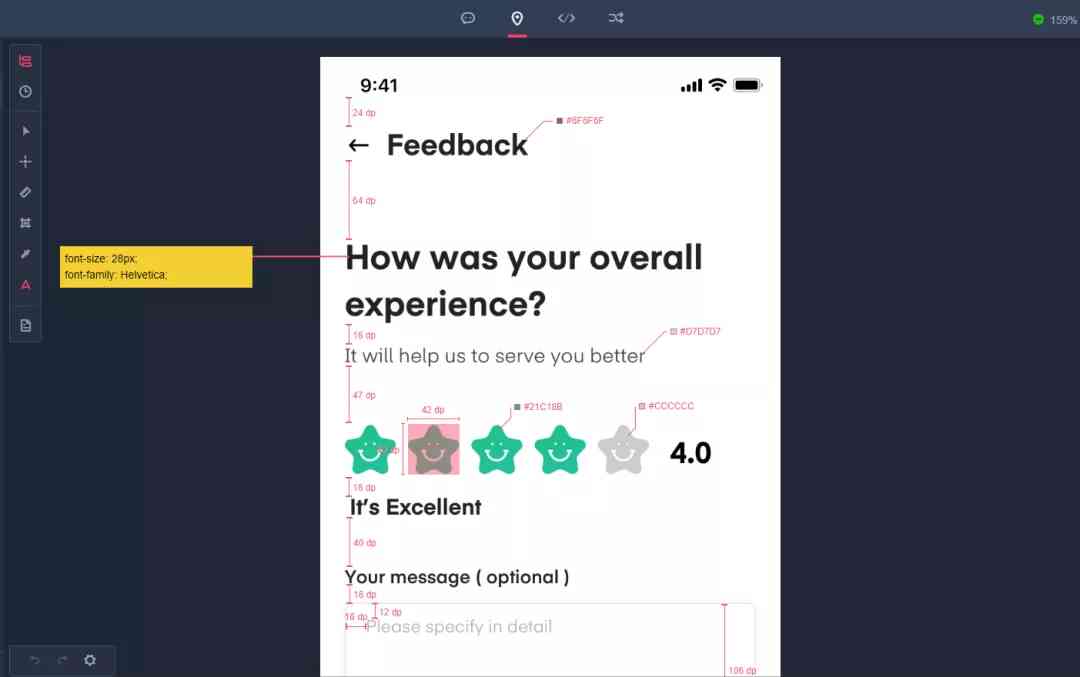 159%
9:41
24 dp
#6F6F6F
Feedback
64 dp
font-size: 28px;
font-family: Helvetica;
How was your overall
experience?
16 dp
#D7D7D7
It will help us to serve you better
47 dp
42 dp
#21C18B
#CCCCCC
dp
4.0
18 dp
It's Excellent
40 dp
Your message ( optional )
16 dp
12 dp
16 dp
Please specify in detail
106 dp